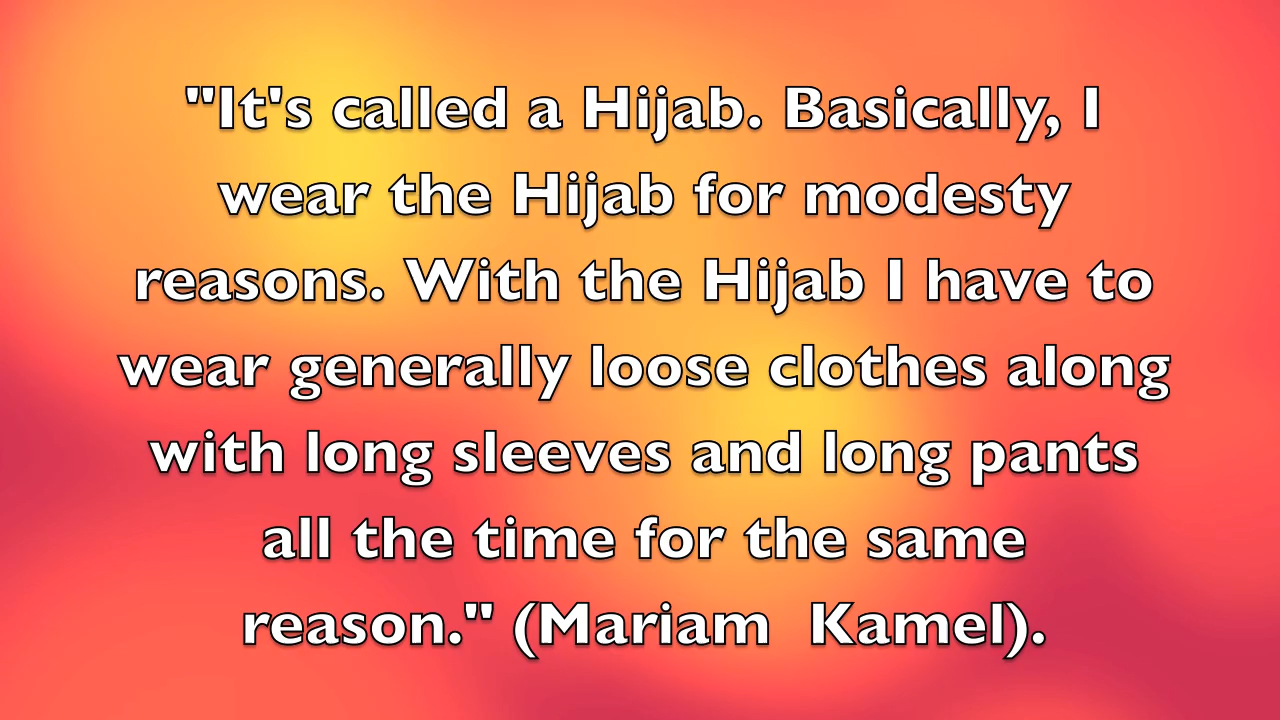 "It's called a Hijab. Basically, I
wear the Hijab for modesty
reasons. With the Hijab I have to
wear generally loose clothes along
with long sleeves and long pants
all the time for the same
reason." (Mariam  Kamel).